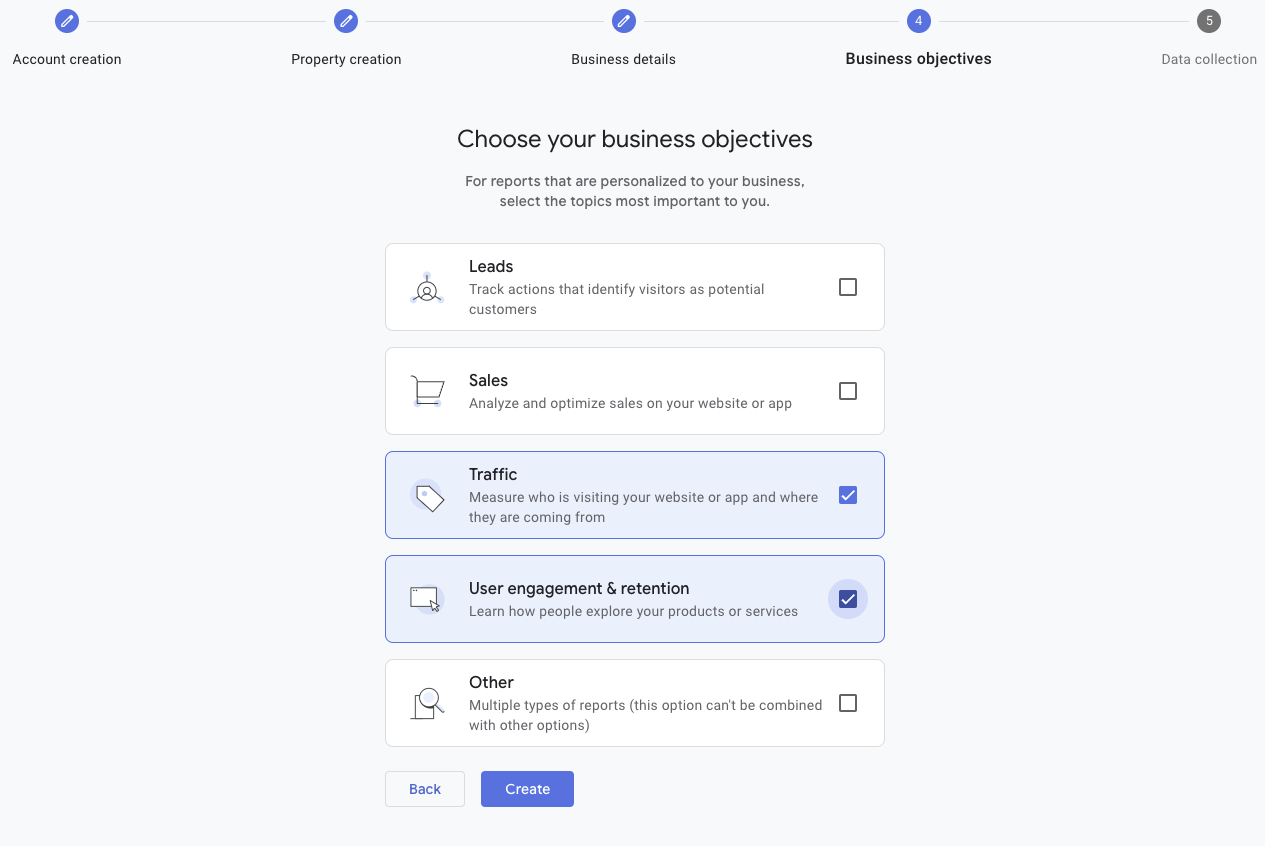 4
5
Account creation
Property creation
Business details
Business objectives
Data collection
Choose your business objectives
For reports that are personalized to your business,
select the topics most important to you.
Leads
Track actions that identify visitors as potential
customers
Sales
Analyze and optimize sales on your website or app
Traffic
Measure who is visiting your website or app and where
they are coming from
User engagement & retention
Learn how people explore your products or services
Other
Multiple types of reports (this option can't be combined
with other options)
Back
Create